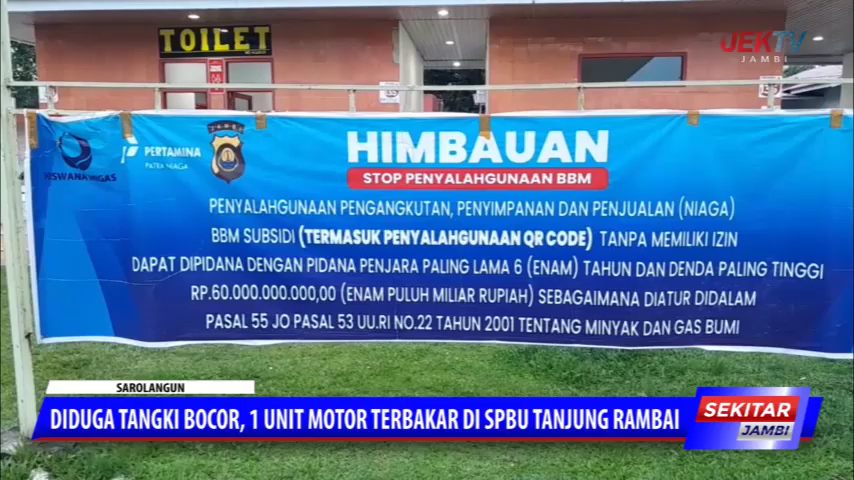 TOILET
JEKTV
JAMBI
HISWANA MIGAS
PERTAMINA
PATRA NIAGA
HIMBAUAN
STOP PENYALAHGUNAAN BBM
PENYALAHGUNAAN PENGANGKUTAN, PENYIMPANAN DAN PENJUALAN (NIAGA)
BBM SUBSIDI (TERMASUK PENYALAHGUNAAN QR CODE) TANPA MEMILIKI IZIN
DAPAT DIPIDANA DENGAN PIDANA PENJARA PALING LAMA 6 (ENAM) TAHUN DAN DENDA PALING TINGGI
RP.60.000.000.000,00 (ENAM PULUH MILIAR RUPIAH) SEBAGAIMANA DIATUR DIDALAM
PASAL 55 JO PASAL 53 UU.RI NO.22 TAHUN 2001 TENTANG MINYAK DAN GAS BUMI
SAROLANGUN
DIDUGA TANGKI BOCOR, 1 UNIT MOTOR TERBAKAR DI SPBU TANJUNG RAMBAI
SEKITAR
JAMBI